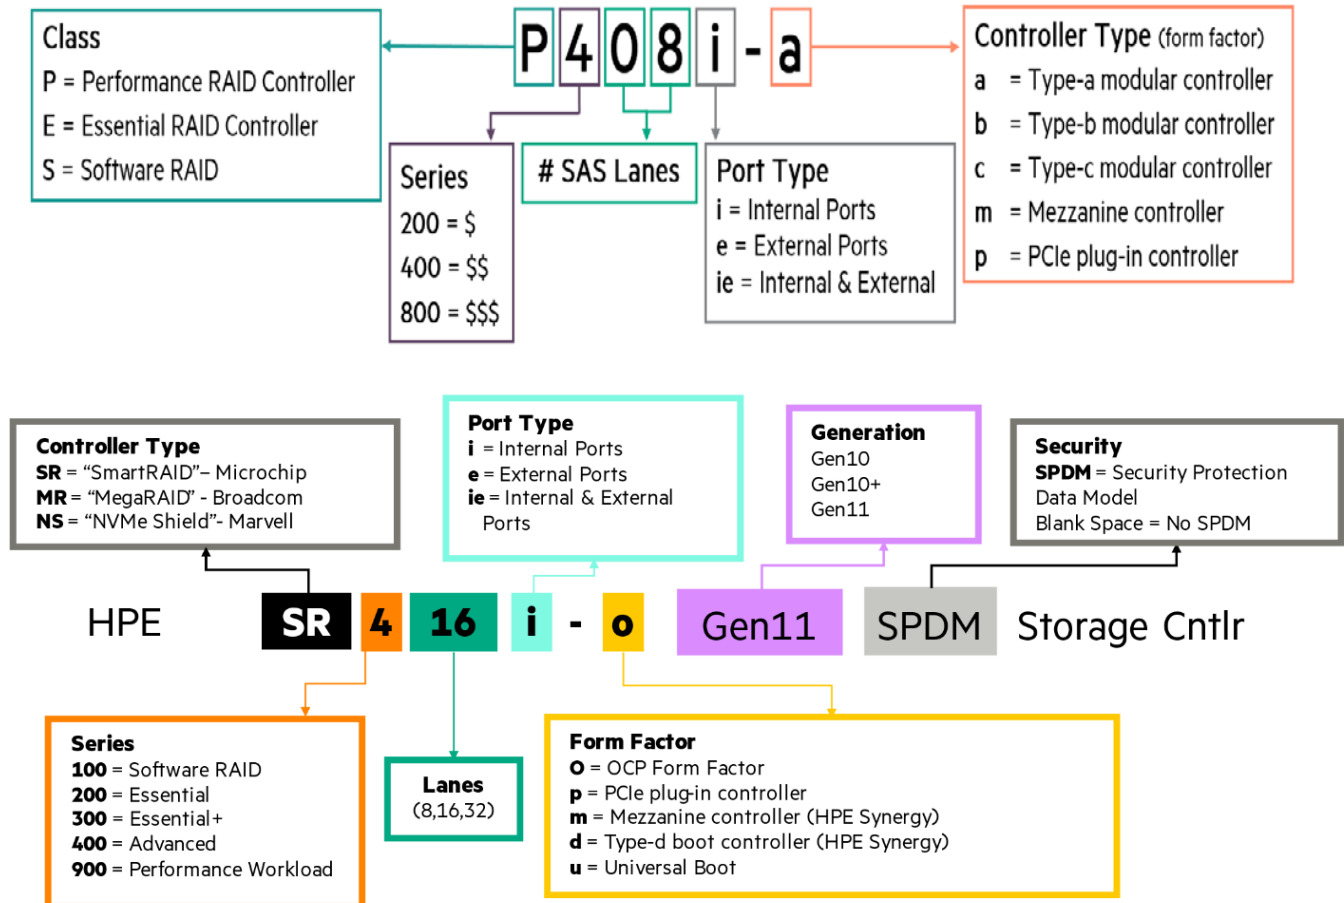 P408i-a
Class
P = Performance RAID Controller
E = Essential RAID Controller
S = Software RAID
Series
200 = $
400 = $$
800 = $$$
# SAS Lanes
Port Type
i = Internal Ports
e = External Ports
ie = Internal & External
Controller Type (form factor)
a = Type-a modular controller
b = Type-b modular controller
c = Type-c modular controller
m = Mezzanine controller
p = PCIe plug-in controller
Controller Type
SR = “SmartRAID”– Microchip
MR = “MegaRAID” - Broadcom
NS = “NVMe Shield”- Marvell
Port Type
i = Internal Ports
e = External Ports
ie = Internal & External
Ports
Generation
Gen10
Gen10+
Gen11
Security
SPDM = Security Protection
Data Model
Blank Space = No SPDM
HPE SR 4 16 i - o Gen11 SPDM Storage Cntlr
Series
100 = Software RAID
200 = Essential
300 = Essential+
400 = Advanced
900 = Performance Workload
Lanes
(8,16,32)
Form Factor
O = OCP Form Factor
p = PCIe plug-in controller
m = Mezzanine controller (HPE Synergy)
d = Type-d boot controller (HPE Synergy)
u = Universal Boot